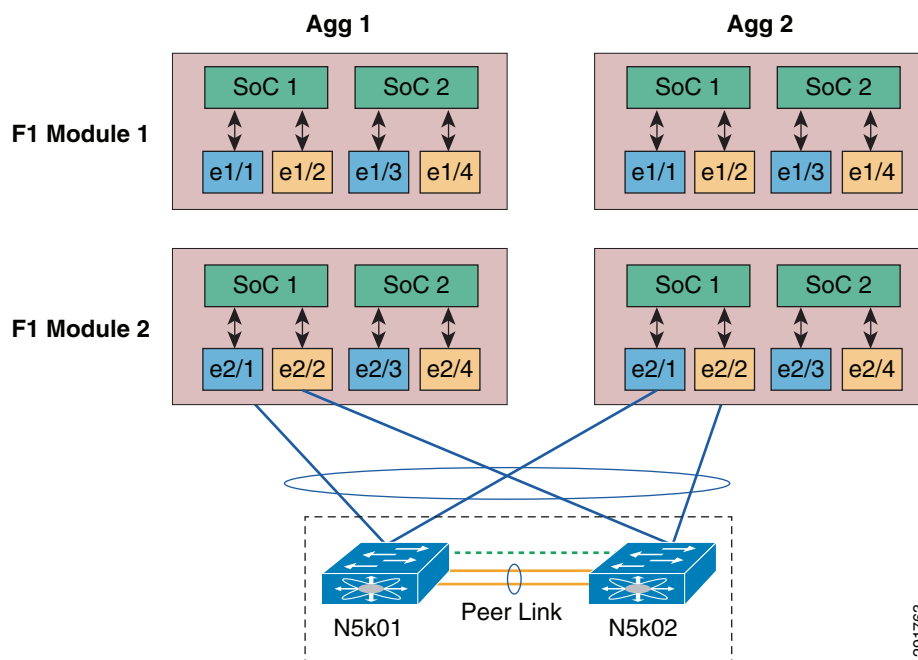 Agg 1
Agg 2
F1 Module 1
SoC 1
SoC 2
SoC 1
SoC 2
e1/1
e1/2
e1/3
e1/4
e1/1
e1/2
e1/3
e1/4
F1 Module 2
SoC 1
SoC 2
SoC 1
SoC 2
e2/1
e2/2
e2/3
e2/4
e2/1
e2/2
e2/3
e2/4
Peer Link
N5k01
N5k02